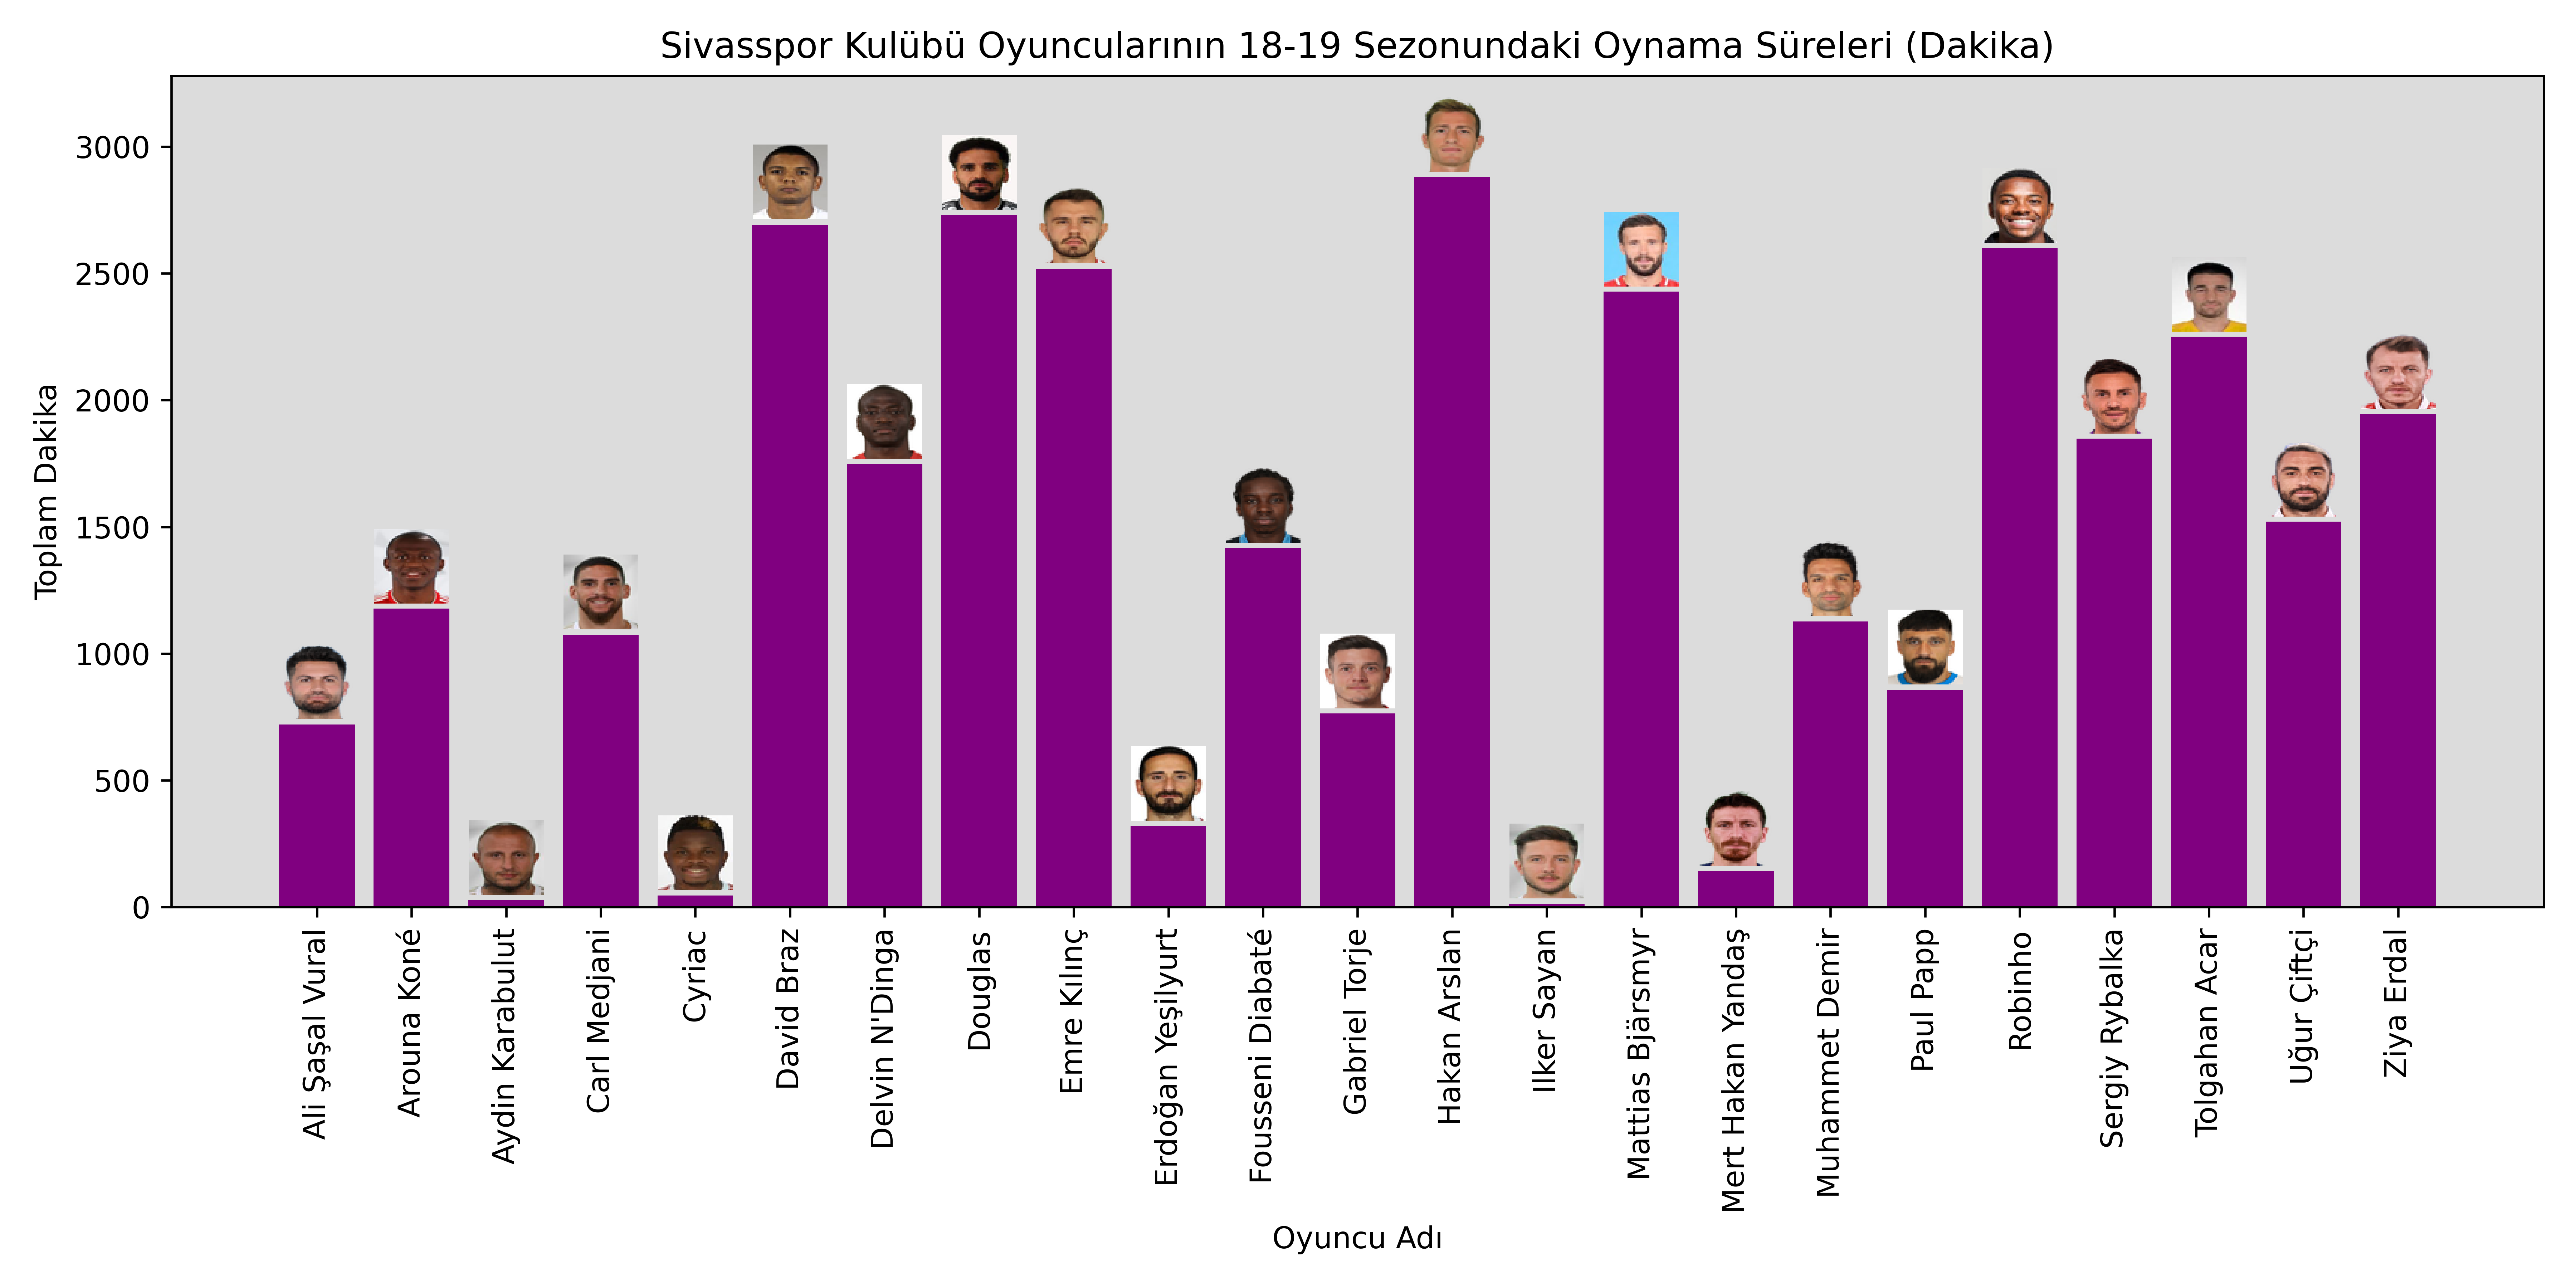 Sivasspor Kulübü Oyuncularının 18-19 Sezonundaki Oynama Süreleri (Dakika)
Toplam Dakika
3000
2500
2000
1500
1000
500
0
Ali Şaşal Vural
Arouna Koné
Aydin Karabulut
Carl Medjani
Cyriac
David Braz
Delvin N'Dinga
Douglas
Emre Kılınç
Erdoğan Yeşilyurt
Fousseni Diabaté
Gabriel Torje
Hakan Arslan
Ilker Sayan
Mattias Bjärsmyr
Mert Hakan Yandaş
Muhammet Demir
Paul Papp
Robinho
Sergiy Rybalka
Tolgahan Acar
Uğur Çiftçi
Ziya Erdal
Oyuncu Adı